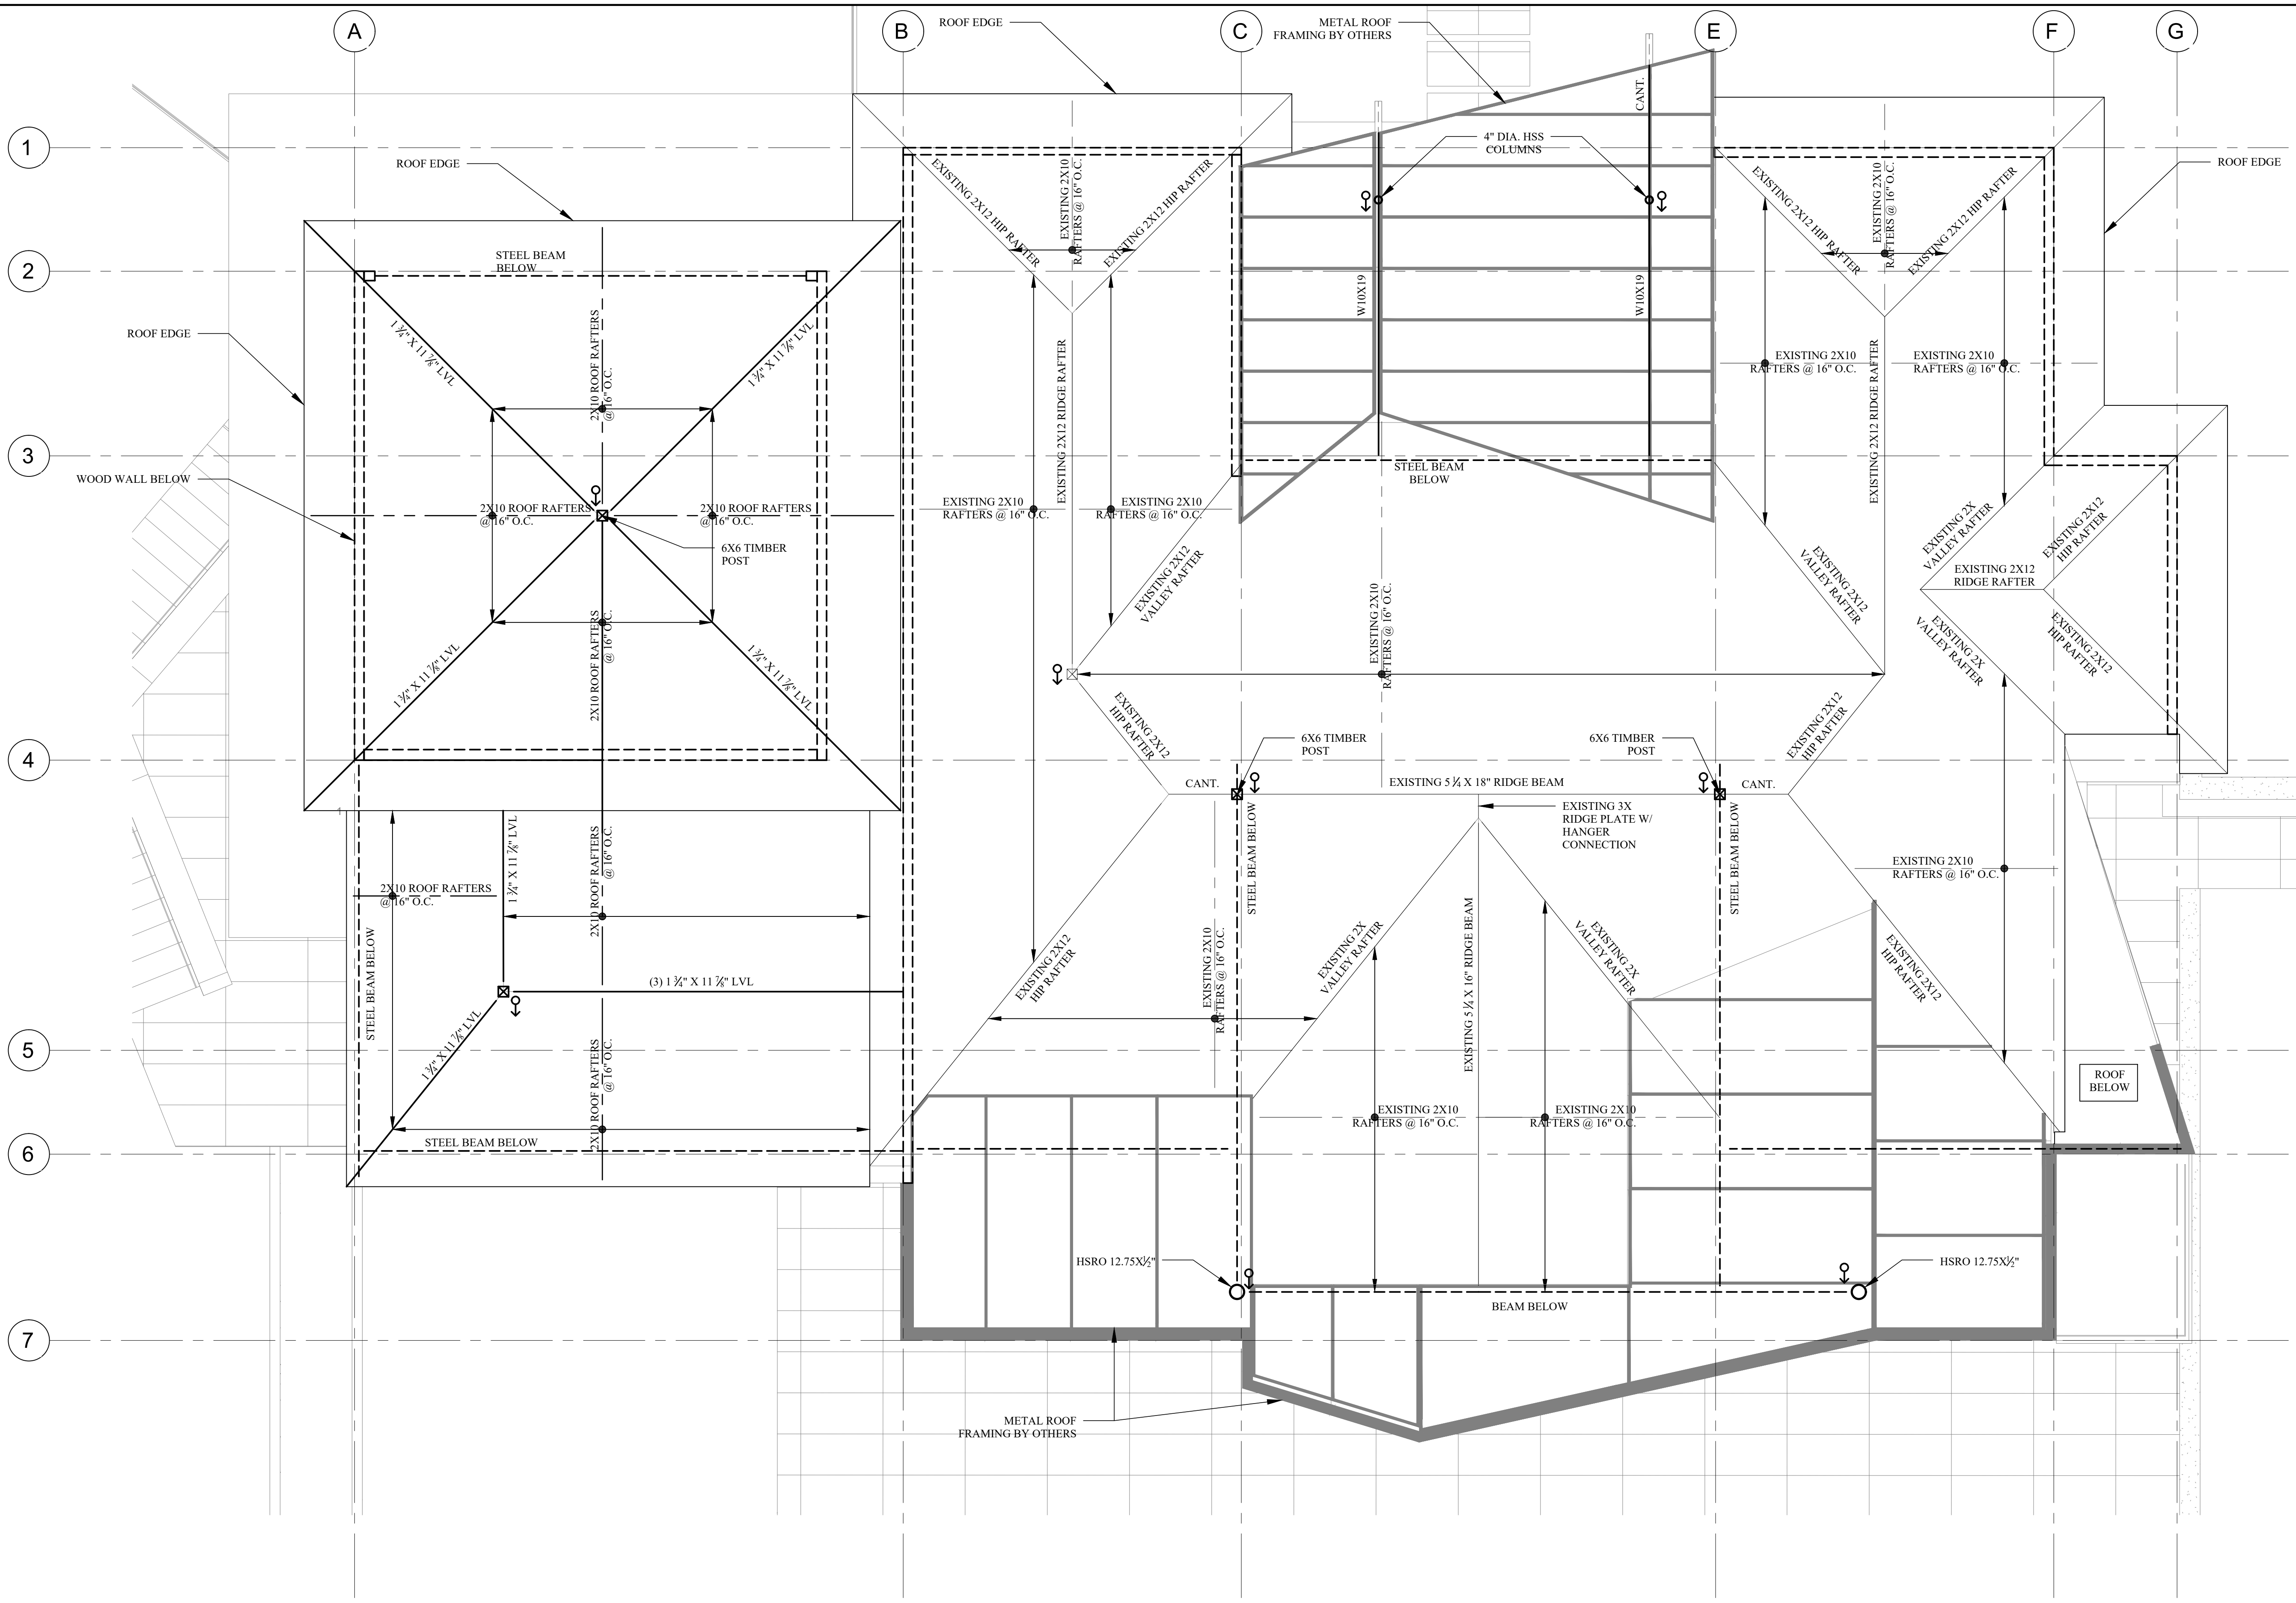 A
B
C
E
F
G
ROOF EDGE
METAL ROOF
FRAMING BY OTHERS
CANT.
1
4" DIA. HSS
COLUMNS
ROOF EDGE
ROOF EDGE
EXISTING 2X12 HIP RAFTER
EXISTING 2X10
RAFTERS @ 16" O.C.
EXISTING 2X12 HIP RAFTER
EXISTING 2X12 HIP RAFTER
EXISTING 2X10
RAFTERS @ 16" O.C.
EXISTING 2X12 HIP RAFTER
2
STEEL BEAM
BELOW
W10X19
W10X19
ROOF EDGE
1 ¾" X 11 ⅞" LVL
2X10 ROOF RAFTERS
@ 16" O.C.
1 ¾" X 11 ⅞" LVL
EXISTING 2X12 RIDGE RAFTER
EXISTING 2X10
RAFTERS @ 16" O.C.
EXISTING 2X12 RIDGE RAFTER
EXISTING 2X10
RAFTERS @ 16" O.C.
3
WOOD WALL BELOW
STEEL BEAM
BELOW
2X10 ROOF RAFTERS
@ 16" O.C.
2X10 ROOF RAFTERS
@ 16" O.C.
EXISTING 2X10
RAFTERS @ 16" O.C.
EXISTING 2X10
RAFTERS @ 16" O.C.
6X6 TIMBER
POST
EXISTING 2X12
VALLEY RAFTER
EXISTING 2X12
VALLEY RAFTER
EXISTING 2X
VALLEY RAFTER
EXISTING 2X12
HIP RAFTER
EXISTING 2X12
RIDGE RAFTER
EXISTING 2X
VALLEY RAFTER
EXISTING 2X12
HIP RAFTER
EXISTING 2X10
RAFTERS @ 16" O.C.
1 ¾" X 11 ⅞" LVL
2X10 ROOF RAFTERS
@ 16" O.C.
1 ¾" X 11 ⅞" LVL
EXISTING 2X12
HIP RAFTER
EXISTING 2X12
HIP RAFTER
4
6X6 TIMBER
POST
6X6 TIMBER
POST
CANT.
EXISTING 5 ¼ X 18" RIDGE BEAM
CANT.
EXISTING 3X
RIDGE PLATE W/
HANGER
CONNECTION
STEEL BEAM BELOW
STEEL BEAM BELOW
1 ¾" X 11 ⅞" LVL
2X10 ROOF RAFTERS
@ 16" O.C.
2X10 ROOF RAFTERS
@ 16" O.C.
EXISTING 2X10
RAFTERS @ 16" O.C.
STEEL BEAM BELOW
EXISTING 2X12
HIP RAFTER
EXISTING 2X10
RAFTERS @ 16" O.C.
EXISTING 2X
VALLEY RAFTER
EXISTING 5 ¼ X 16" RIDGE BEAM
EXISTING 2X
VALLEY RAFTER
EXISTING 2X12
HIP RAFTER
(3) 1 ¾" X 11 ⅞" LVL
1 ¾" X 11 ⅞" LVL
5
2X10 ROOF RAFTERS
@ 16" O.C.
ROOF
BELOW
EXISTING 2X10
RAFTERS @ 16" O.C.
EXISTING 2X10
RAFTERS @ 16" O.C.
STEEL BEAM BELOW
6
HSRO 12.75X½"
HSRO 12.75X½"
BEAM BELOW
7
METAL ROOF
FRAMING BY OTHERS